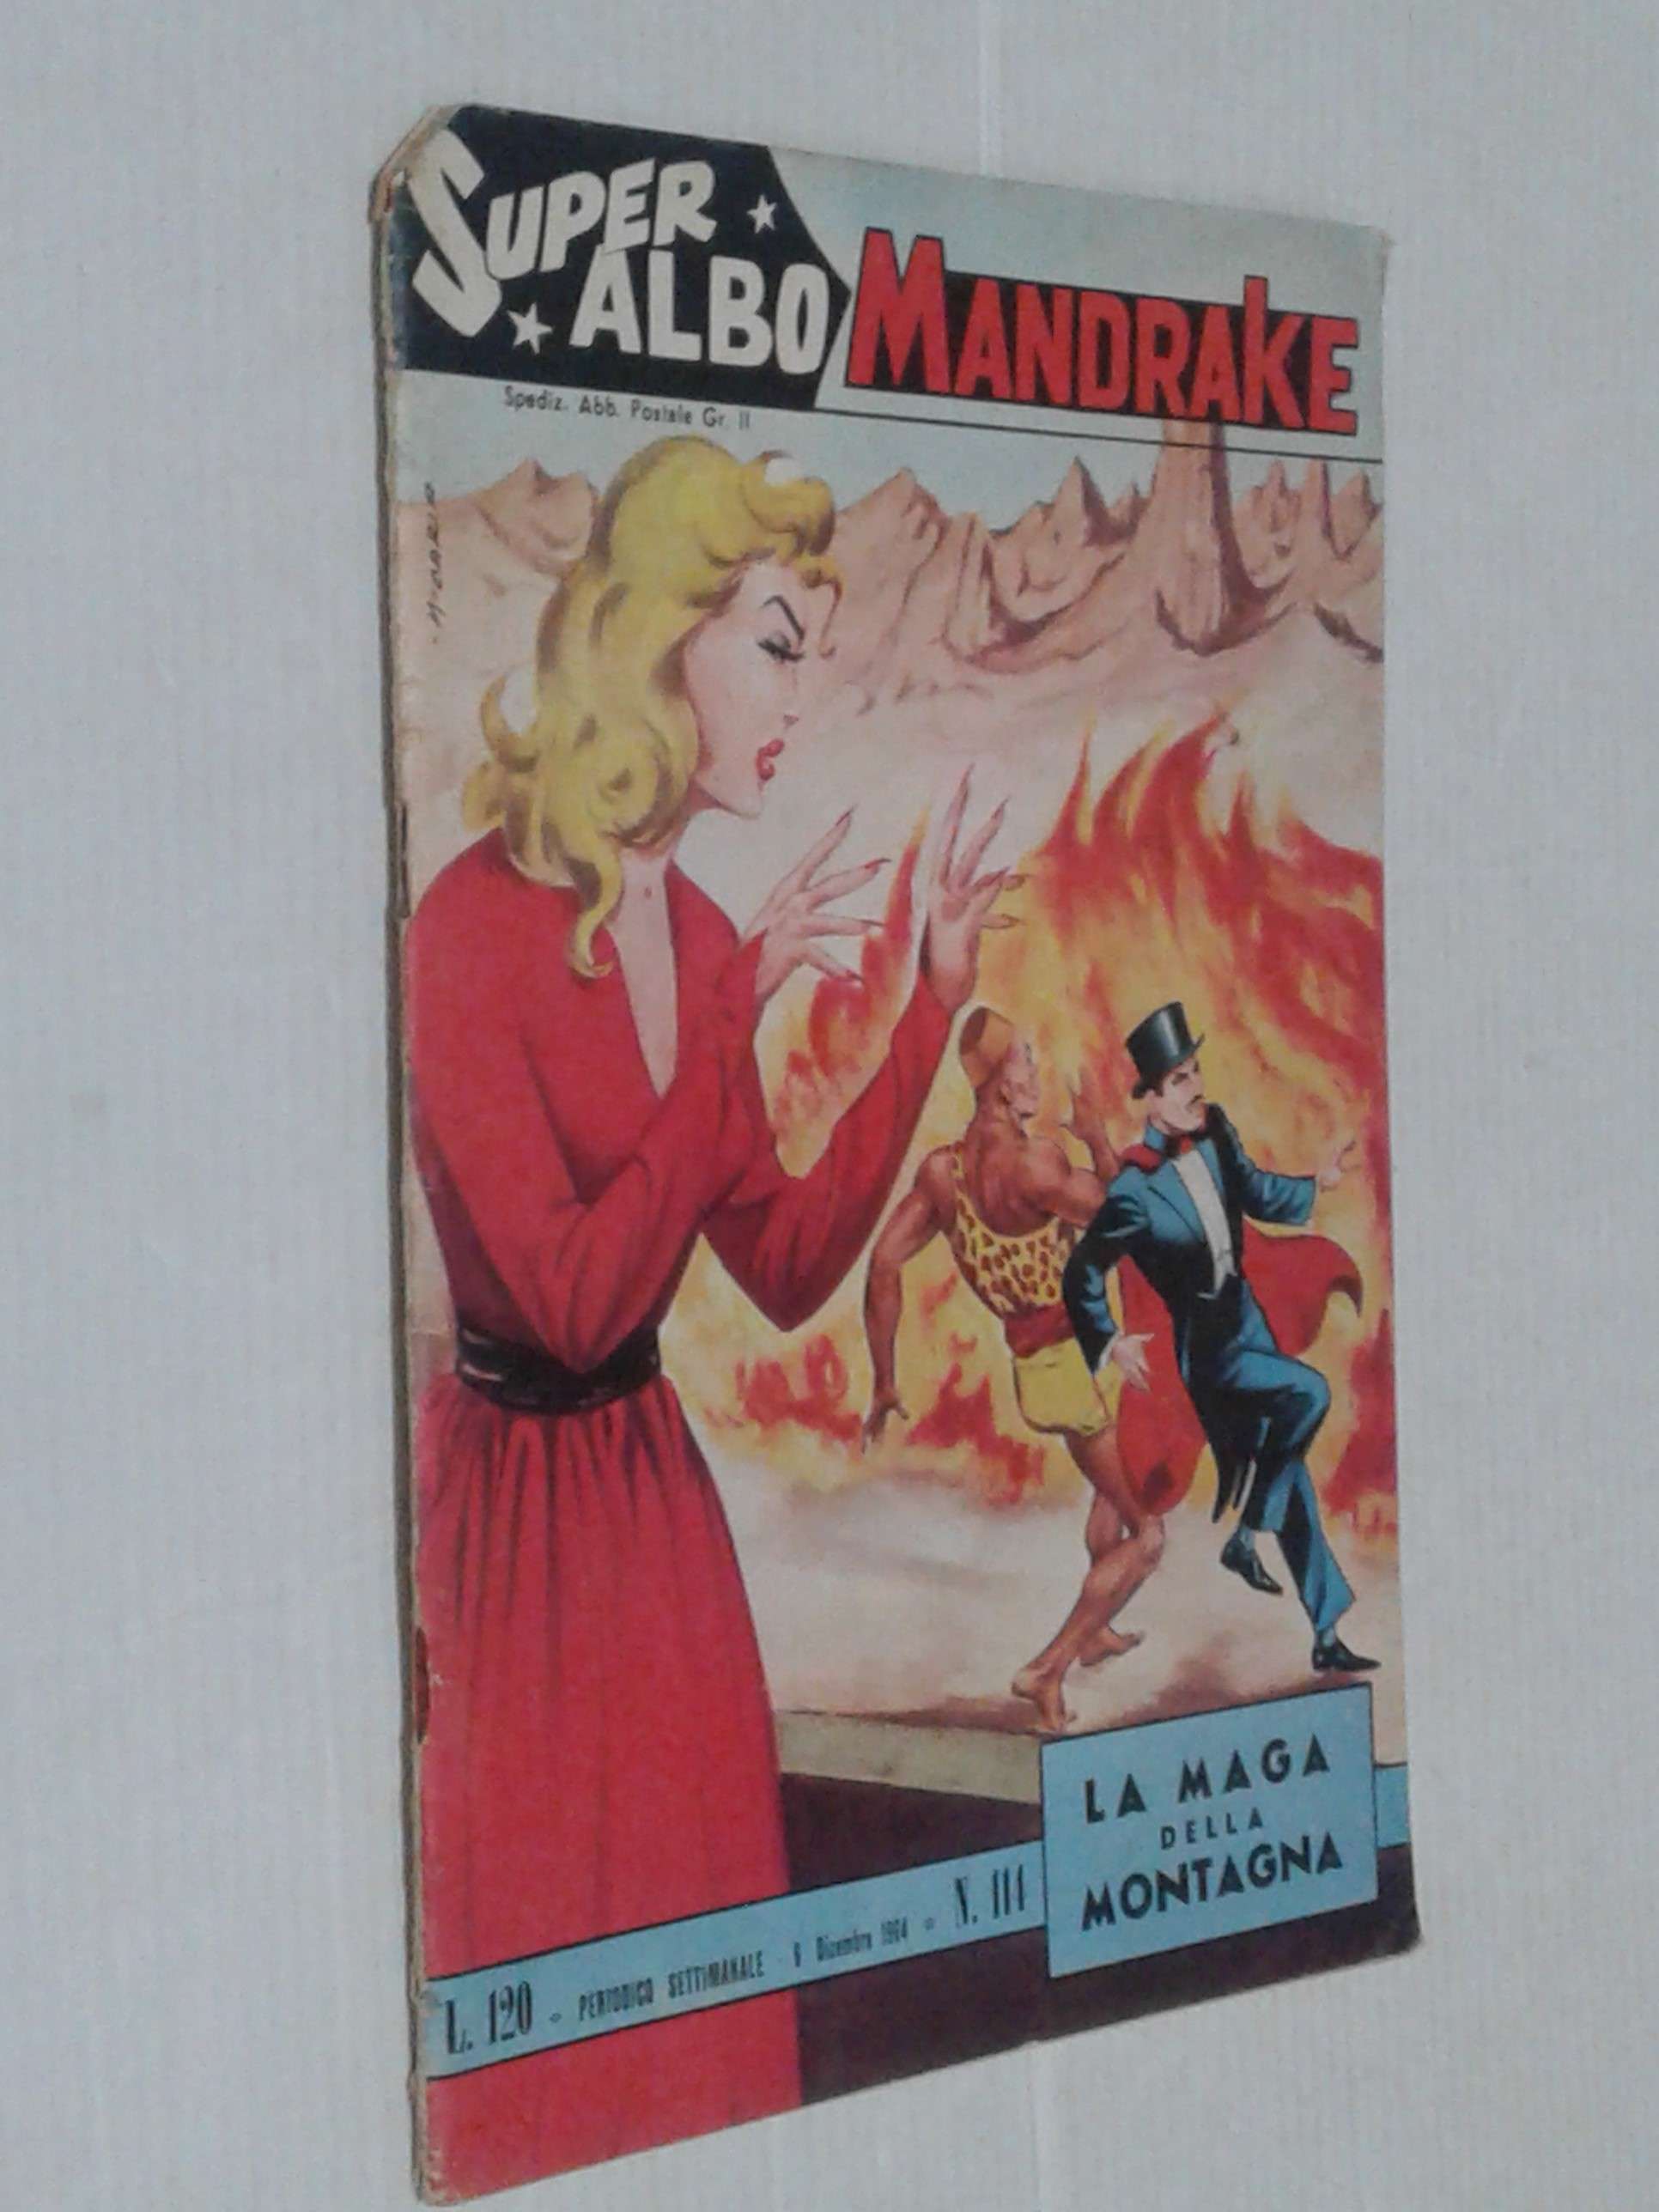 SUPER
ALBO
MANDRAKE
Spediz. Abb. Postale Gr. II
LA MAGA
DELLA
MONTAGNA
L. 120 - PERIODICO SETTIMANALE - 6 Dicembre 1964 - N. 114